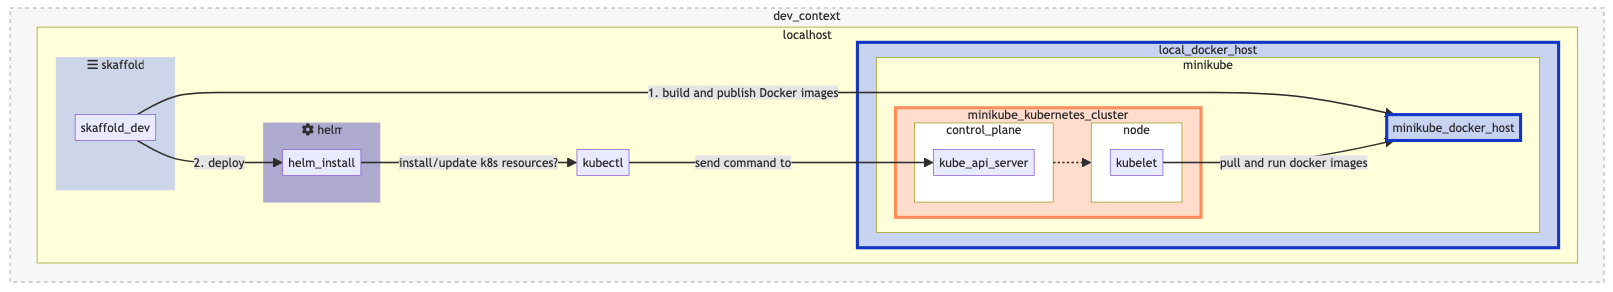 dev_context
localhost
local_docker_host
skaffold
minikube
1. build and publish Docker images
minikube_kubernetes_cluster
skaffold_dev
helm
control_plane
node
minikube_docker_host
2. deploy
helm_install
install/update k8s resources?
kubectl
send command to
kube_api_server
kubelet
pull and run docker images